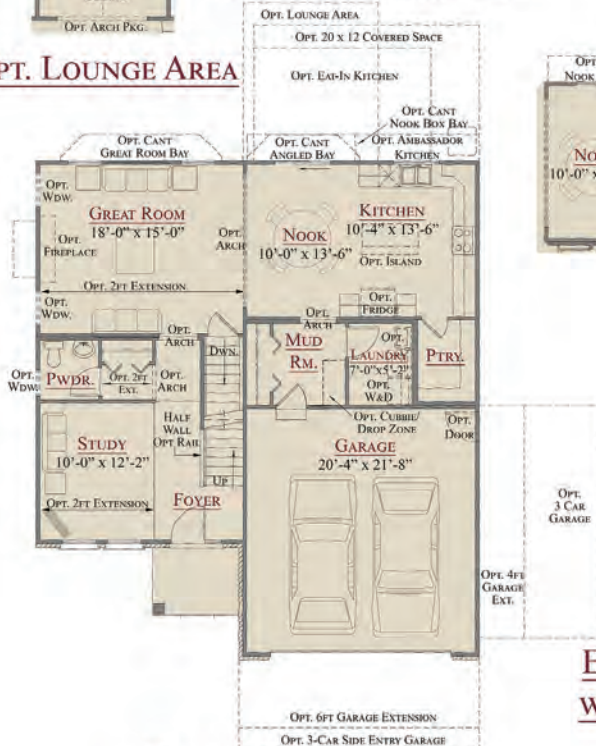 OPT. ARCH PKG.
PT. LOUNGE AREA
OPT. LOUNGE AREA
OPT. 20 X 12 COVERED SPACE
OPT. EAT-IN KITCHEN
OPT. CANT
NOOK BOX BAY
OPT. CANT
GREAT ROOM BAY
OPT. CANT
ANGLED BAY
OPT. AMBASSADOR
KITCHEN
OPT.
WDW.
GREAT ROOM
18'-0" X 15'-0"
OPT.
FIREPLACE
OPT.
ARCH
NOOK
10'-0" X 13'-6"
KITCHEN
10'-4" X 13'-6"
OPT. ISLAND
OPT. 2FT EXTENSION
OPT.
WDW.
OPT.
FRIDGE
OPT.
ARCH
OPT.
ARCH
DWN.
MUD
RM.
OPT.
LAUNDRY
7'-0"X5'-2"
OPT.
W&D
PTRY.
OPT.
WDW.
PWDR.
OPT. 2FT
EXT.
OPT.
ARCH
HALF
WALL
OPT RAIL
OPT. CUBBIE/
DROP ZONE
OPT.
DOOR
STUDY
10'-0" X 12'-2"
GARAGE
20'-4" X 21'-8"
UP
OPT. 2FT EXTENSION
FOYER
OPT.
3 CAR
GARAGE
OPT. 4FT
GARAGE
EXT.
OPT. 6FT GARAGE EXTENSION
OPT. 3-CAR SIDE ENTRY GARAGE
OPT
NOOK
NO
10'-0" X
E
W